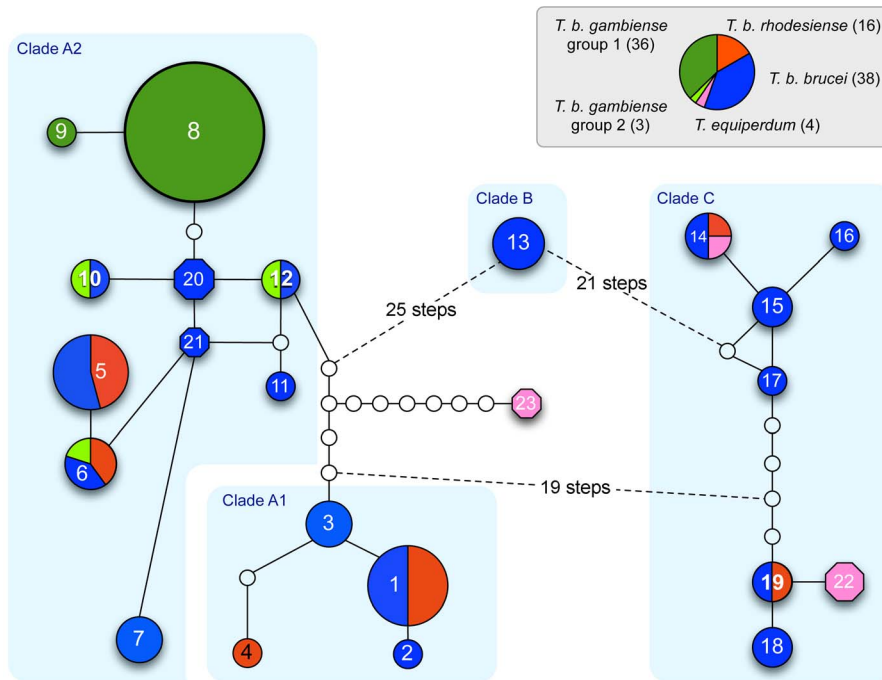 T. b. gambiense
group 1 (36)
T. b. rhodesiense (16)
T. b. brucei (38)
T. b. gambiense
group 2 (3)
T. equiperdum (4)
Clade A2
9
8
10
20
12
21
5
11
6
7
Clade B
13
25 steps
21 steps
23
19 steps
Clade A1
3
1
4
2
Clade C
14
16
15
17
19
22
18